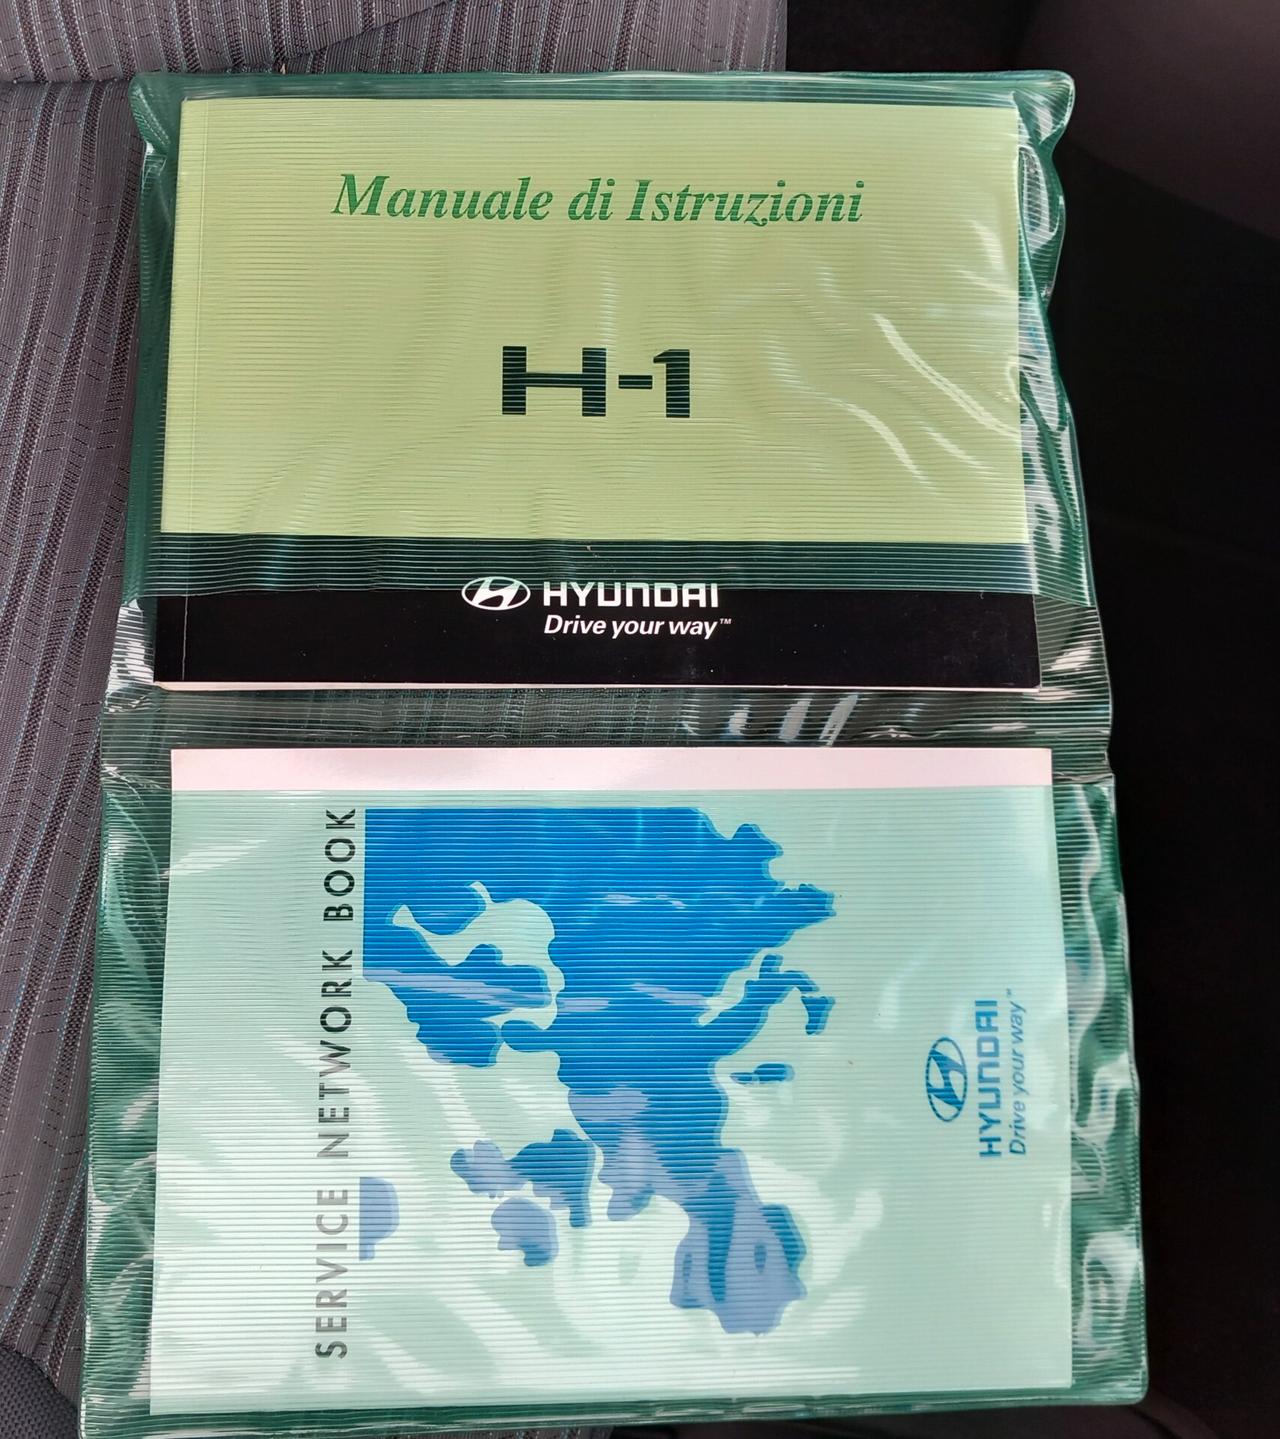 Manuale di Istruzioni
H-1
HYUNDAI
Drive your way™
SERVICE NETWORK BOOK
HYUNDAI
Drive your way™